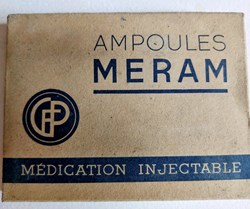 AMPOULES
MERAM
MÉDICATION INJECTABLE